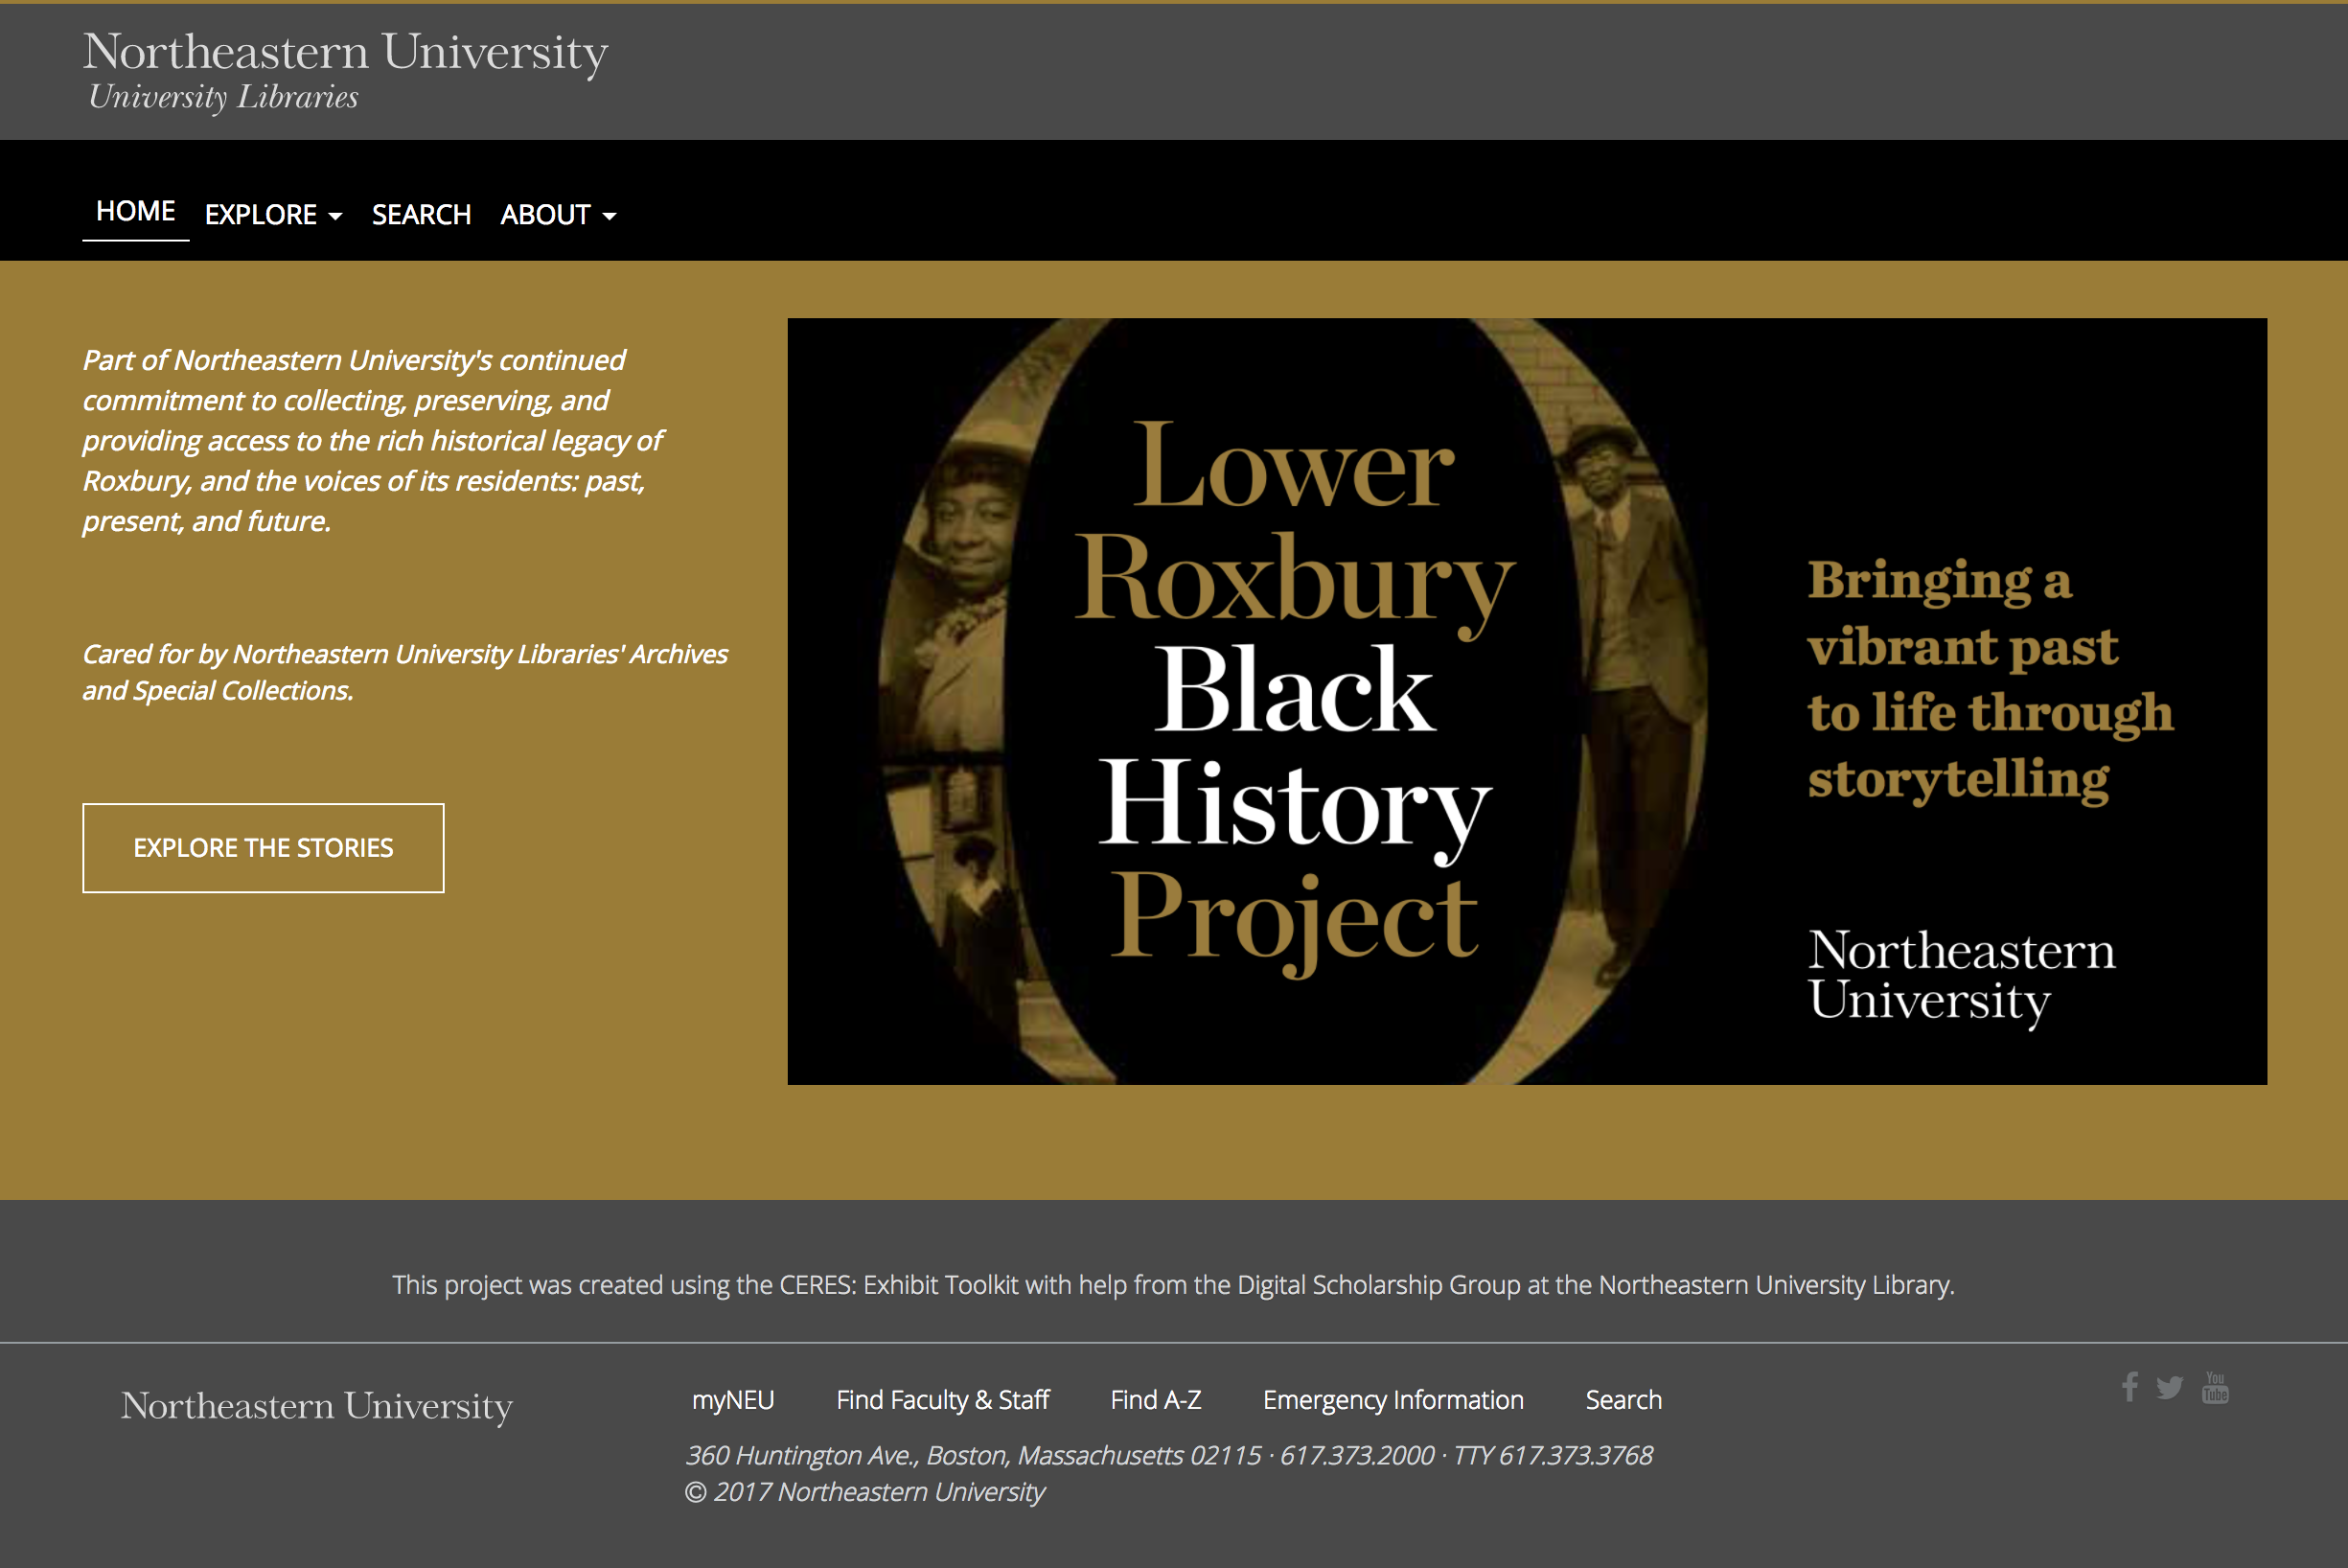 Northeastern University
University Libraries
HOME EXPLORE SEARCH ABOUT
Part of Northeastern University's continued
commitment to collecting, preserving, and
providing access to the rich historical legacy of
Roxbury, and the voices of its residents: past,
present, and future.
Cared for by Northeastern University Libraries' Archives
and Special Collections.
EXPLORE THE STORIES
Lower
Roxbury
Black
History
Project
Bringing a
vibrant past
to life through
storytelling
Northeastern
University
This project was created using the CERES: Exhibit Toolkit with help from the Digital Scholarship Group at the Northeastern University Library.
Northeastern University
myNEU Find Faculty & Staff Find A-Z Emergency Information Search
360 Huntington Ave., Boston, Massachusetts 02115 · 617.373.2000 · TTY 617.373.3768
© 2017 Northeastern University
You
Tube